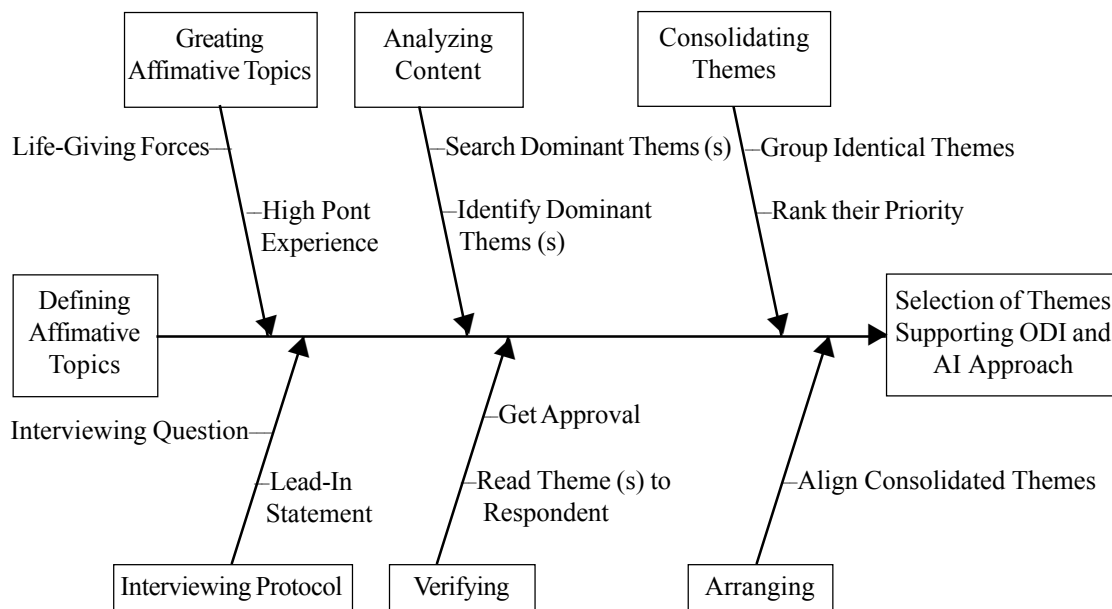 Greating
Affimative Topics
Analyzing
Content
Consolidating
Themes
Life-Giving Forces
Search Dominant Thems (s)
Group Identical Themes
High Pont
Experience
Identify Dominant
Thems (s)
Rank their Priority
Defining
Affimative
Topics
Selection of Themes
Supporting ODI and
AI Approach
Interviewing Question
Get Approval
Lead-In
Statement
Read Theme (s) to
Respondent
Align Consolidated Themes
Interviewing Protocol
Verifying
Arranging